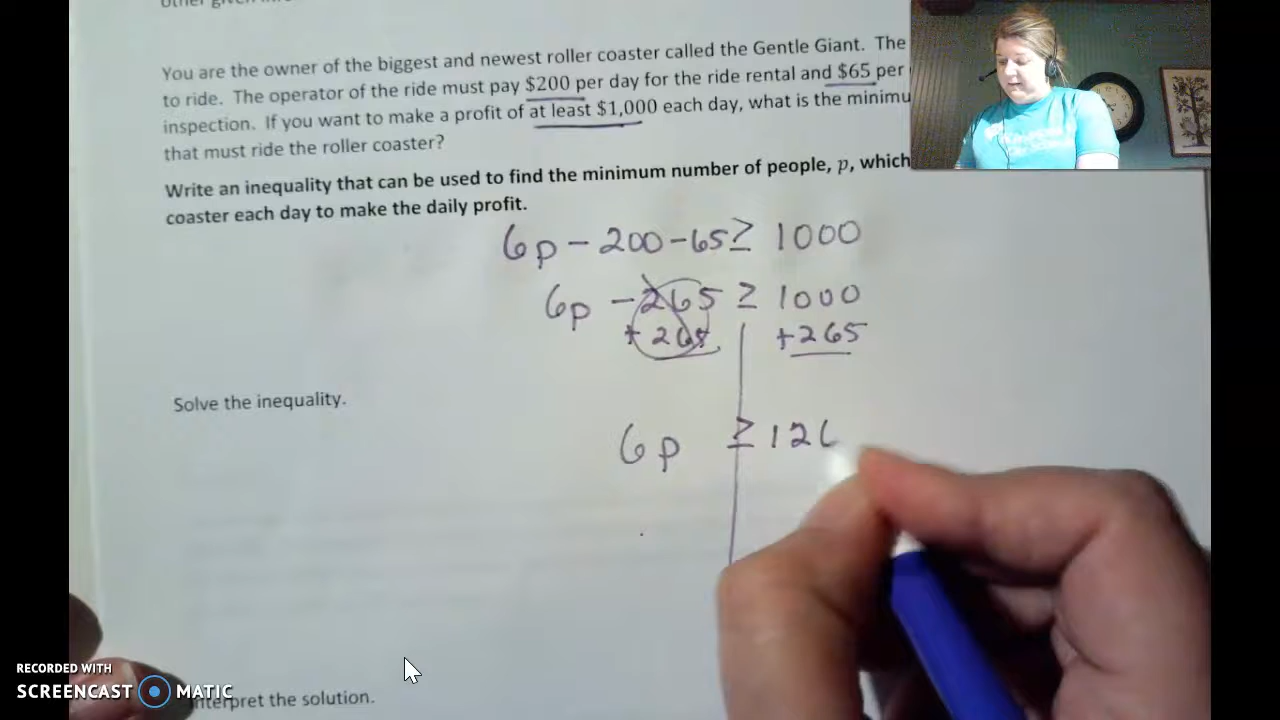 You are the owner of the biggest and newest roller coaster called the Gentle Giant. The
to ride. The operator of the ride must pay $200 per day for the ride rental and $65 per
inspection. If you want to make a profit of at least $1,000 each day, what is the minimu
that must ride the roller coaster?
Write an inequality that can be used to find the minimum number of people, p, which
coaster each day to make the daily profit.
6p - 200 - 65 ≥ 1000
6p - 265 ≥ 1000
+ 265 +265
Solve the inequality.
6p ≥ 126
RECORDED WITH
SCREENCAST MATIC
nterpret the solution.